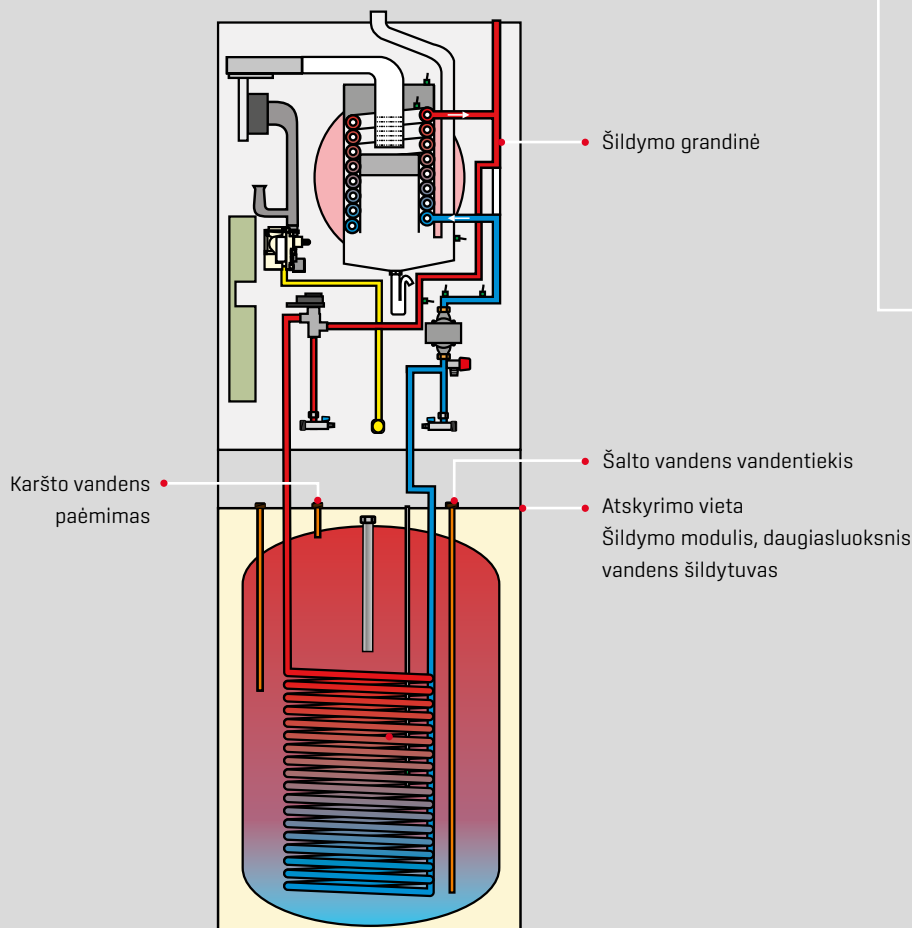 Šildymo grandinė
Karšto vandens
paėmimas
Šalto vandens vandentiekis
Atskyrimo vieta
Šildymo modulis, daugiasluoksnis
vandens šildytuvas